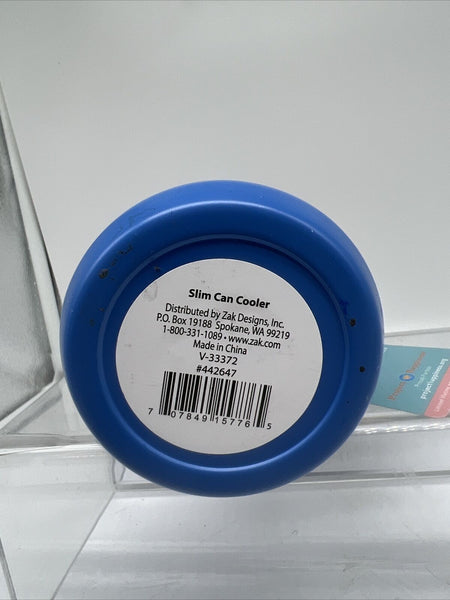 Slim Can Cooler
Distributed by Zak Designs, Inc.
P.O. Box 19188 Spokane, WA 99219
1-800-331-1089 • www.zak.com
Made in China
V-33372
#442647
7 07849 15776 5